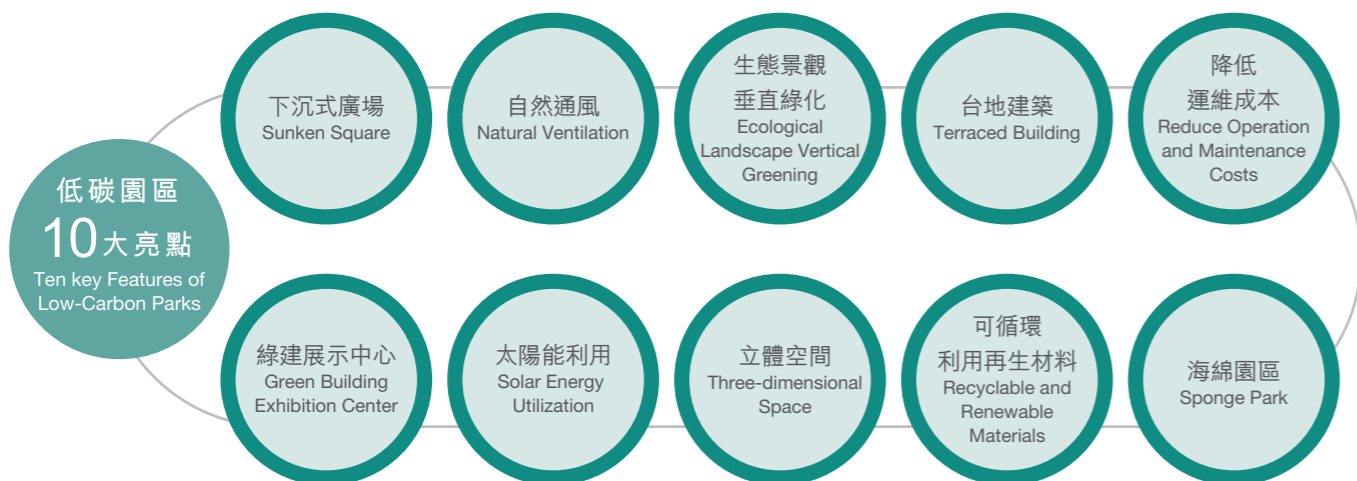 低碳園區
10大亮點
Ten key Features of
Low-Carbon Parks
下沉式廣場
Sunken Square
自然通風
Natural Ventilation
生態景觀
垂直綠化
Ecological
Landscape Vertical
Greening
台地建築
Terraced Building
降低
運維成本
Reduce Operation
and Maintenance
Costs
綠建展示中心
Green Building
Exhibition Center
太陽能利用
Solar Energy
Utilization
立體空間
Three-dimensional
Space
可循環
利用再生材料
Recyclable and
Renewable
Materials
海綿園區
Sponge Park